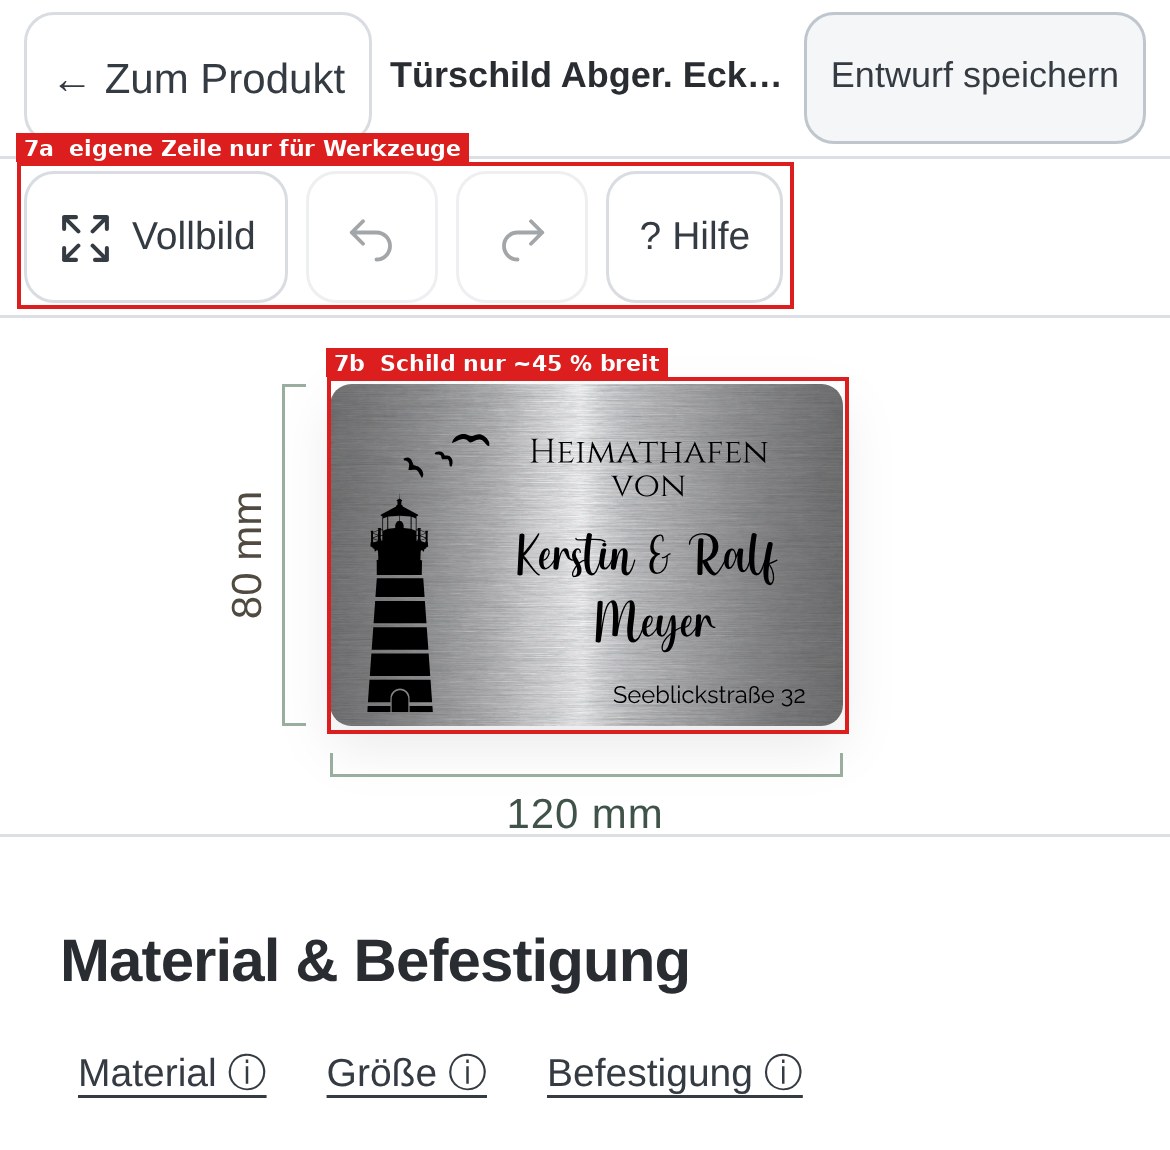 ← Zum Produkt
Türschild Abger. Eck…
Entwurf speichern
7a eigene Zeile nur für Werkzeuge
Vollbild
? Hilfe
7b Schild nur ~45 % breit
80 mm
Heimathafen
von
Kerstin & Ralf
Meyer
Seeblickstraße 32
120 mm
Material & Befestigung
Material ⓘ
Größe ⓘ
Befestigung ⓘ